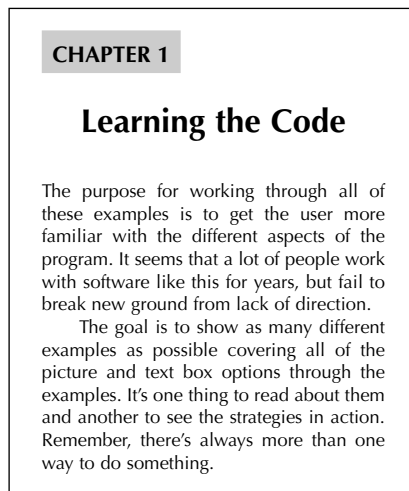 CHAPTER 1
Learning the Code
The purpose for working through all of
these examples is to get the user more
familiar with the different aspects of the
program. It seems that a lot of people work
with software like this for years, but fail to
break new ground from lack of direction.
The goal is to show as many different
examples as possible covering all of the
picture and text box options through the
examples. It’s one thing to read about them
and another to see the strategies in action.
Remember, there’s always more than one
way to do something.